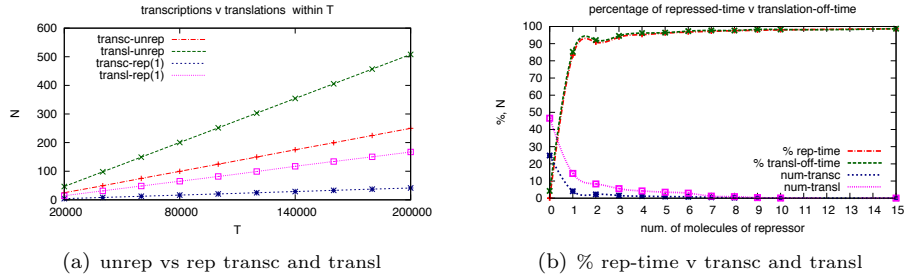 transcriptions v translations within T
600
500
400
300
200
100
0
N
transc-unrep
transl-unrep
transc-rep(1)
transl-rep(1)
20000 80000 140000 200000
T
(a) unrep vs rep transc and transl
percentage of repressed-time v translation-off-time
100
90
80
70
60
50
40
30
20
10
0
%, N
% rep-time
% transl-off-time
num-transc
num-transl
0 1 2 3 4 5 6 7 8 9 10 11 12 13 14 15
num. of molecules of repressor
(b) % rep-time v transc and transl